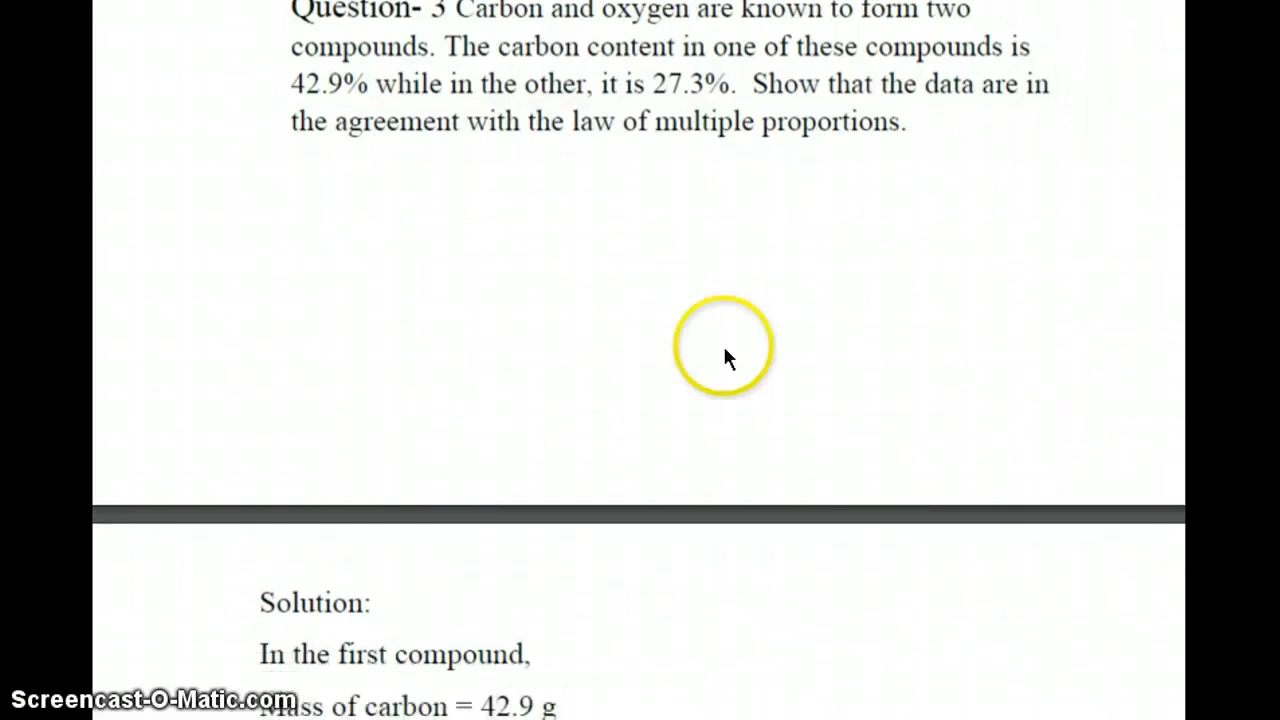 Question- 3 Carbon and oxygen are known to form two
compounds. The carbon content in one of these compounds is
42.9% while in the other, it is 27.3%. Show that the data are in
the agreement with the law of multiple proportions.
Solution:
In the first compound,
Mass of carbon = 42.9 g
Screencast-O-Matic.com